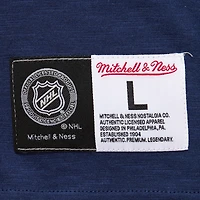 NHL
© NHL
Mitchell & Ness
Mitchell & Ness
L
MITCHELL & NESS NOSTALGIA CO.
AUTHENTIC LICENSED APPAREL
DESIGNED IN PHILADELPHIA, PA.
ESTABLISHED 1904
AUTHENTIC.PREMIUM.LEGENDARY.